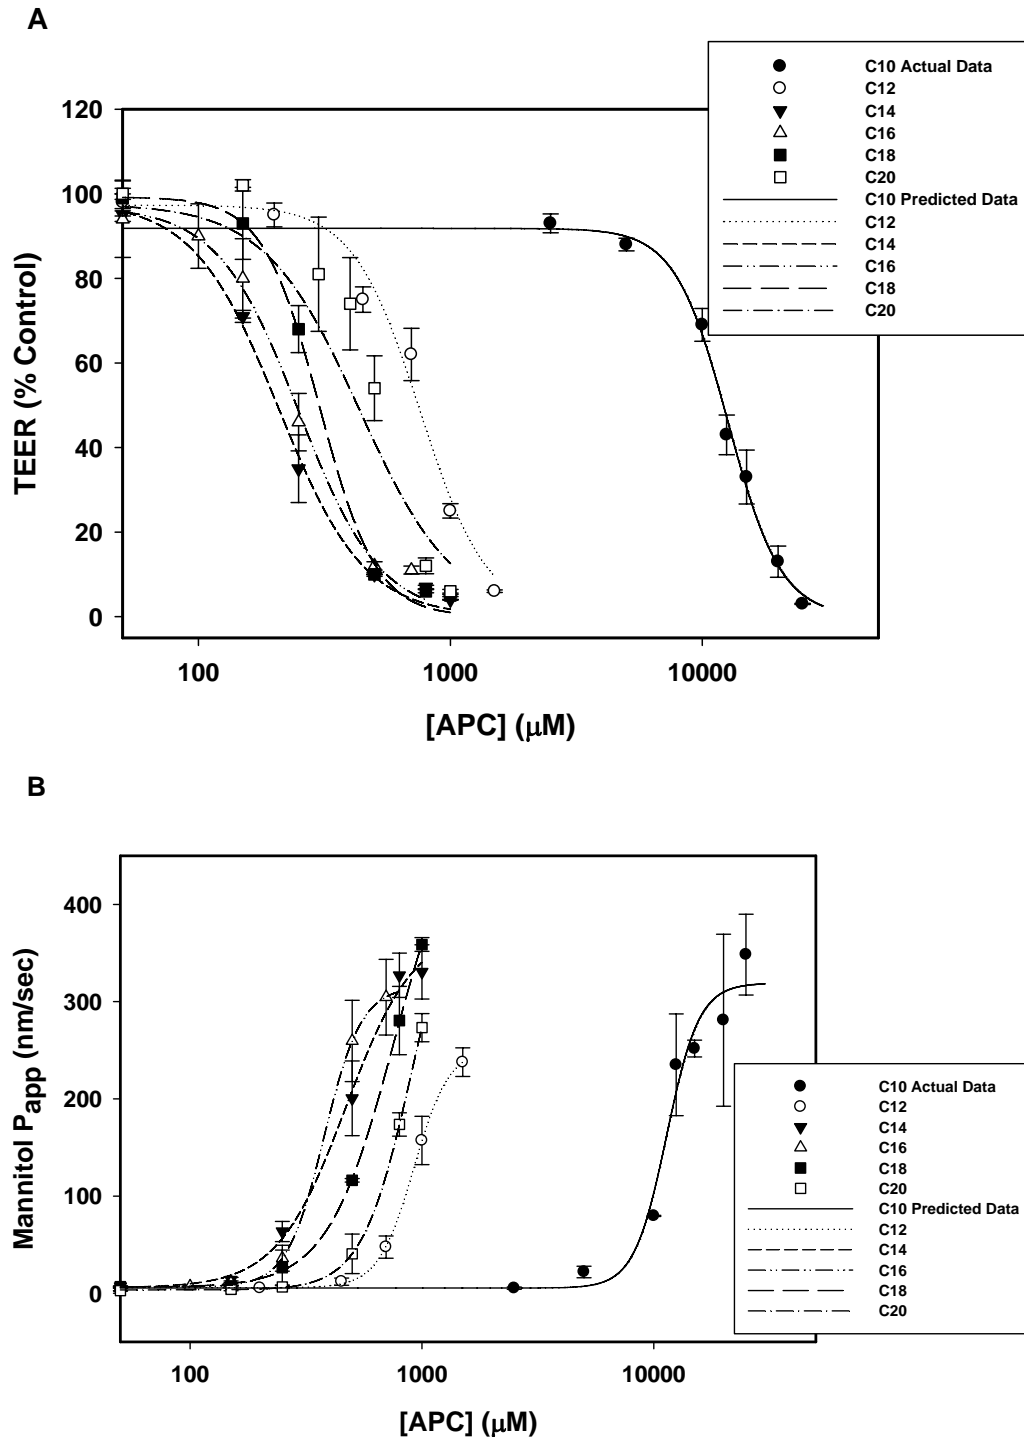 A
C10 Actual Data
C12
C14
C16
C18
C20
C10 Predicted Data
C12
C14
C16
C18
C20
120
100
80
60
40
20
0
TEER (% Control)
100 1000 10000
[APC] (μM)
B
400
300
200
100
0
Mannitol Papp (nm/sec)
C10 Actual Data
C12
C14
C16
C18
C20
C10 Predicted Data
C12
C14
C16
C18
C20
100 1000 10000
[APC] (μM)